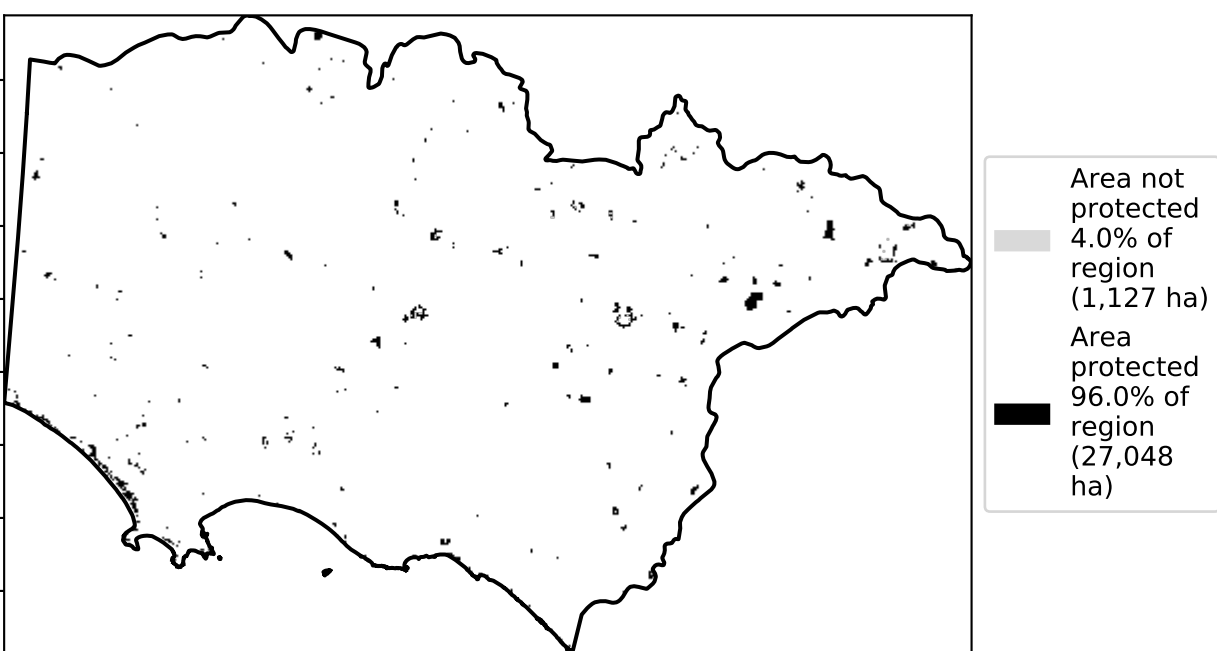 Area not
protected
4.0% of
region
(1,127 ha)
Area
protected
96.0% of
region
(27,048
ha)